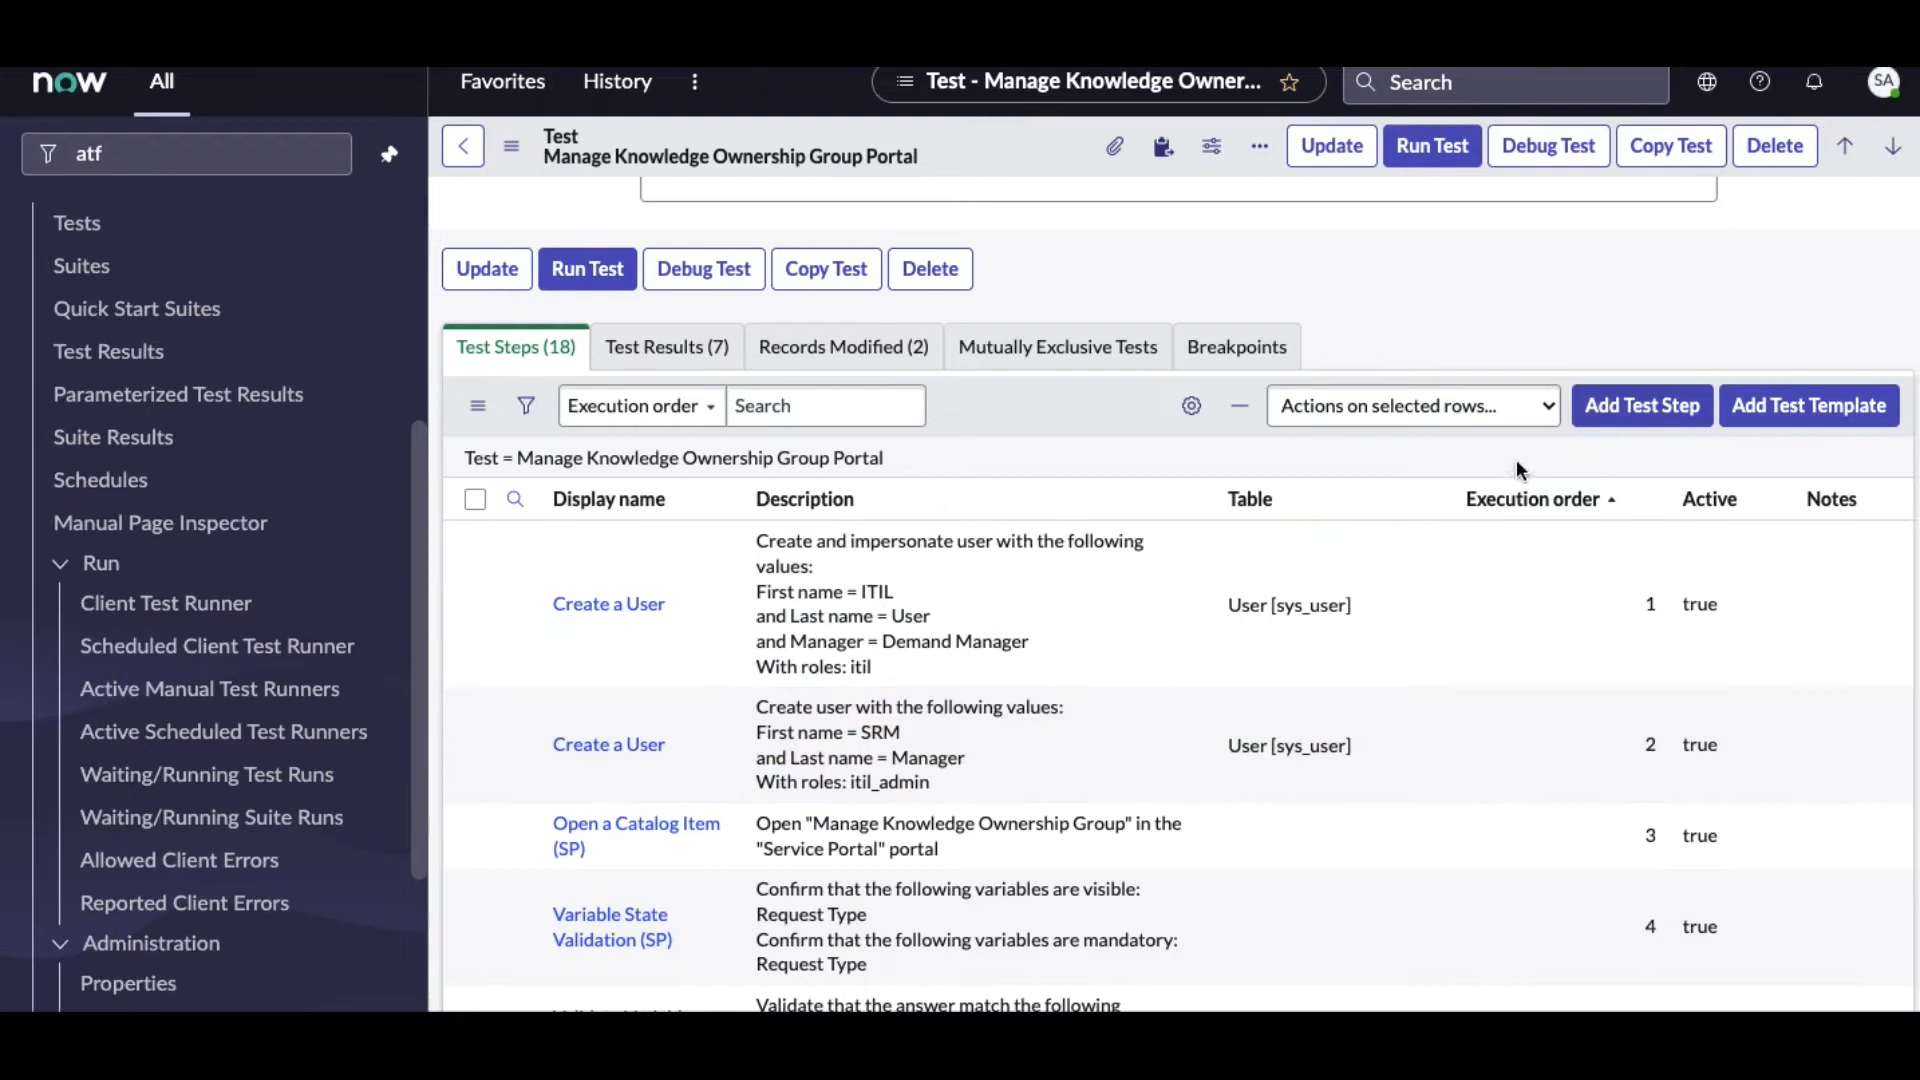 now
All
Favorites
History
Test - Manage Knowledge Owner...
Search
SA
atf
Test
Manage Knowledge Ownership Group Portal
Update
Run Test
Debug Test
Copy Test
Delete
Tests
Suites
Quick Start Suites
Test Results
Parameterized Test Results
Suite Results
Schedules
Manual Page Inspector
Run
Client Test Runner
Scheduled Client Test Runner
Active Manual Test Runners
Active Scheduled Test Runners
Waiting/Running Test Runs
Waiting/Running Suite Runs
Allowed Client Errors
Reported Client Errors
Administration
Properties
Update
Run Test
Debug Test
Copy Test
Delete
Test Steps (18)
Test Results (7)
Records Modified (2)
Mutually Exclusive Tests
Breakpoints
Execution order
Search
Actions on selected rows...
Add Test Step
Add Test Template
Test = Manage Knowledge Ownership Group Portal
Display name
Description
Table
Execution order
Active
Notes
Create a User
Create and impersonate user with the following
values:
First name = ITIL
and Last name = User
and Manager = Demand Manager
With roles: itil
User [sys_user]
1
true
Create a User
Create user with the following values:
First name = SRM
and Last name = Manager
With roles: itil_admin
User [sys_user]
2
true
Open a Catalog Item
(SP)
Open "Manage Knowledge Ownership Group" in the
"Service Portal" portal
3
true
Variable State
Validation (SP)
Confirm that the following variables are visible:
Request Type
Confirm that the following variables are mandatory:
Request Type
4
true
Validate that the answer match the following